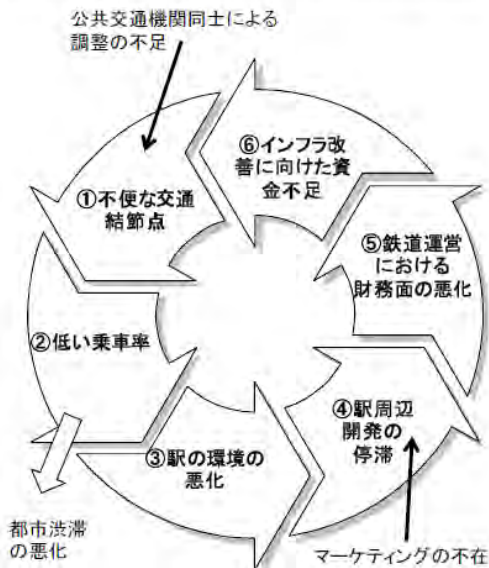 公共交通機関同士による
調整の不足
①不便な交通
結節点
②低い乗車率
③駅の環境の
悪化
④駅周辺
開発の
停滞
⑤鉄道運営
における
財務面の悪化
⑥インフラ改
善に向けた資
金不足
都市渋滞
の悪化
マーケティングの不在